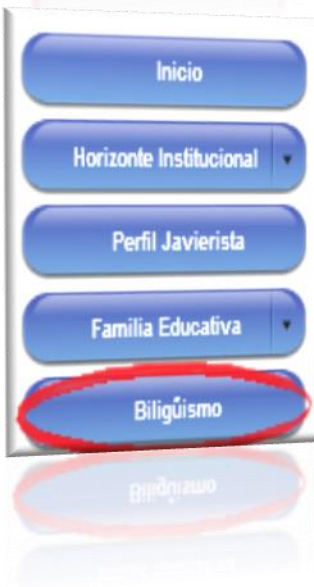 Inicio
Horizonte Institucional
Perfil Javierista
Familia Educativa
Biligüismo